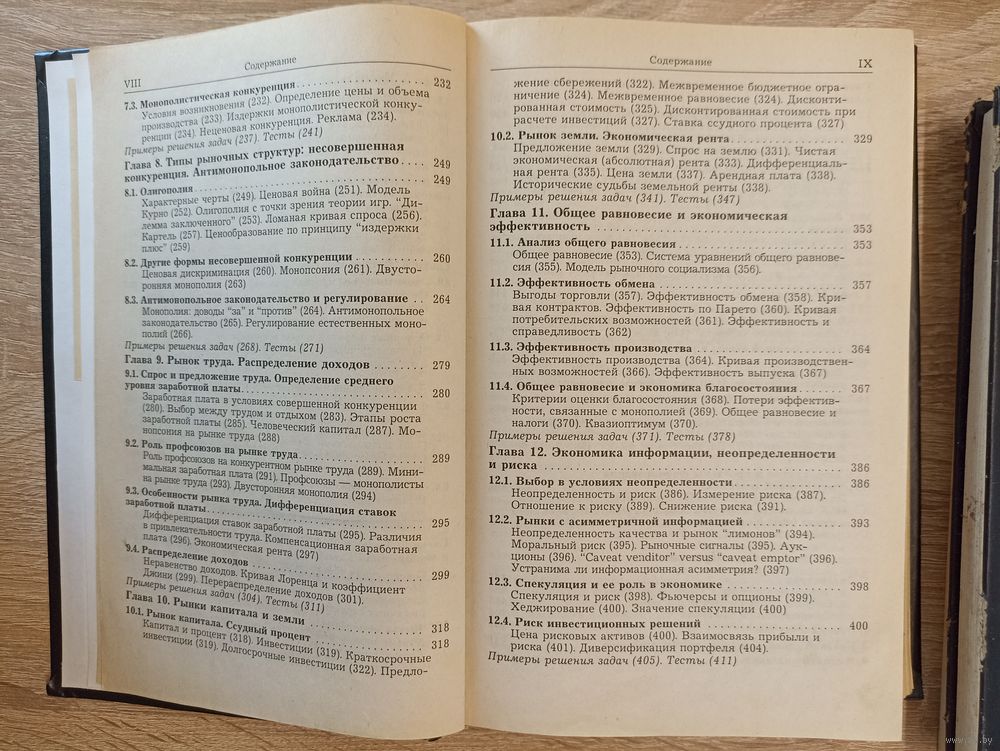 VIII
Содержание
7.3. Монополистическая конкуренция 232
Условия возникновения (232). Определение цены и объема
производства (233). Издержки монополистической конку-
ренции (234). Неценовая конкуренция. Реклама (234).
Примеры решения задач (237). Тесты (241)
Глава 8. Типы рыночных структур: несовершенная
конкуренция. Антимонопольное законодательство .... 249
8.1. Олигополия 249
Характерные черты (249). Ценовая война (251). Модель
Курно (252). Олигополия с точки зрения теории игр. "Ди-
лемма заключенного" (253). Ломаная кривая спроса (256).
Картель (257). Ценообразование по принципу "издержки
плюс" (259)
8.2. Другие формы несовершенной конкуренции 260
Ценовая дискриминация (260). Монопсония (261). Двусто-
ронняя монополия (263)
8.3. Антимонопольное законодательство и регулирование .. 264
Монополия: доводы "за" и "против" (264). Антимонопольное
законодательство (265). Регулирование естественных моно-
полий (266).
Примеры решения задач (268). Тесты (271)
Глава 9. Рынок труда. Распределение доходов 279
9.1. Спрос и предложение труда. Определение среднего
уровня заработной платы 280
Заработная плата в условиях совершенной конкуренции
(280). Выбор между трудом и отдыхом (283). Этапы роста
заработной платы (285). Человеческий капитал (287). Мо-
нопсония на рынке труда (288)
9.2. Роль профсоюзов на рынке труда 289
Роль профсоюзов на конкурентном рынке труда (289). Мини-
мальная заработная плата (291). Профсоюзы — монополисты
на рынке труда (293). Двусторонняя монополия (294)
9.3. Особенности рынка труда. Дифференциация ставок
заработной платы 295
Дифференциация ставок заработной платы (295). Различия
в привлекательности труда. Компенсационная заработная
плата (296). Экономическая рента (297)
9.4. Распределение доходов 299
Неравенство доходов. Кривая Лоренца и коэффициент
Джини (299). Перераспределение доходов (301).
Примеры решения задач (304). Тесты (311)
Глава 10. Рынки капитала и земли 318
10.1. Рынок капитала. Ссудный процент 318
Капитал и процент (318). Инвестиции (319). Краткосрочные
инвестиции (319). Долгосрочные инвестиции (322). Предло-
Содержание
IX
жение сбережений (322). Межвременное бюджетное огра-
ничение (324). Межвременное равновесие (324). Дисконти-
рованная стоимость (325). Дисконтированная стоимость при
расчете инвестиций (327). Ставка ссудного процента (327)
10.2. Рынок земли. Экономическая рента 329
Предложение земли (329). Спрос на землю (331). Чистая
экономическая (абсолютная) рента (333). Дифференциаль-
ная рента (335). Цена земли (337). Арендная плата (338).
Исторические судьбы земельной ренты (338).
Примеры решения задач (341). Тесты (347)
Глава 11. Общее равновесие и экономическая
эффективность 353
11.1. Анализ общего равновесия 353
Общее равновесие (353). Система уравнений общего равнове-
сия (355). Модель рыночного социализма (356).
11.2. Эффективность обмена 357
Выгоды торговли (357). Эффективность обмена (358). Кри-
вая контрактов. Эффективность по Парето (360). Кривая
потребительских возможностей (361). Эффективность и
справедливость (362)
11.3. Эффективность производства 364
Эффективность производства (364). Кривая производствен-
ных возможностей (366). Эффективность выпуска (367)
11.4. Общее равновесие и экономика благосостояния 367
Критерии оценки благосостояния (368). Потери эффектив-
ности, связанные с монополией (369). Общее равновесие и
налоги (370). Квазиоптимум (370).
Примеры решения задач (371). Тесты (378)
Глава 12. Экономика информации, неопределенности
и риска 386
12.1. Выбор в условиях неопределенности 386
Неопределенность и риск (386). Измерение риска (387).
Отношение к риску (389). Снижение риска (391).
12.2. Рынки с асимметричной информацией 393
Неопределенность качества и рынок "лимонов" (394).
Моральный риск (395). Рыночные сигналы (395). Аук-
ционы (396). "Caveat venditor" versus "caveat emptor" (396).
Устранима ли информационная асимметрия? (397)
12.3. Спекуляция и ее роль в экономике 398
Спекуляция и риск (398). Фьючерсы и опционы (399).
Хеджирование (400). Значение спекуляции (400)
12.4. Риск инвестиционных решений 400
Цена рисковых активов (400). Взаимосвязь прибыли и
риска (401). Диверсификация портфеля (404).
Примеры решения задач (405). Тесты (411)